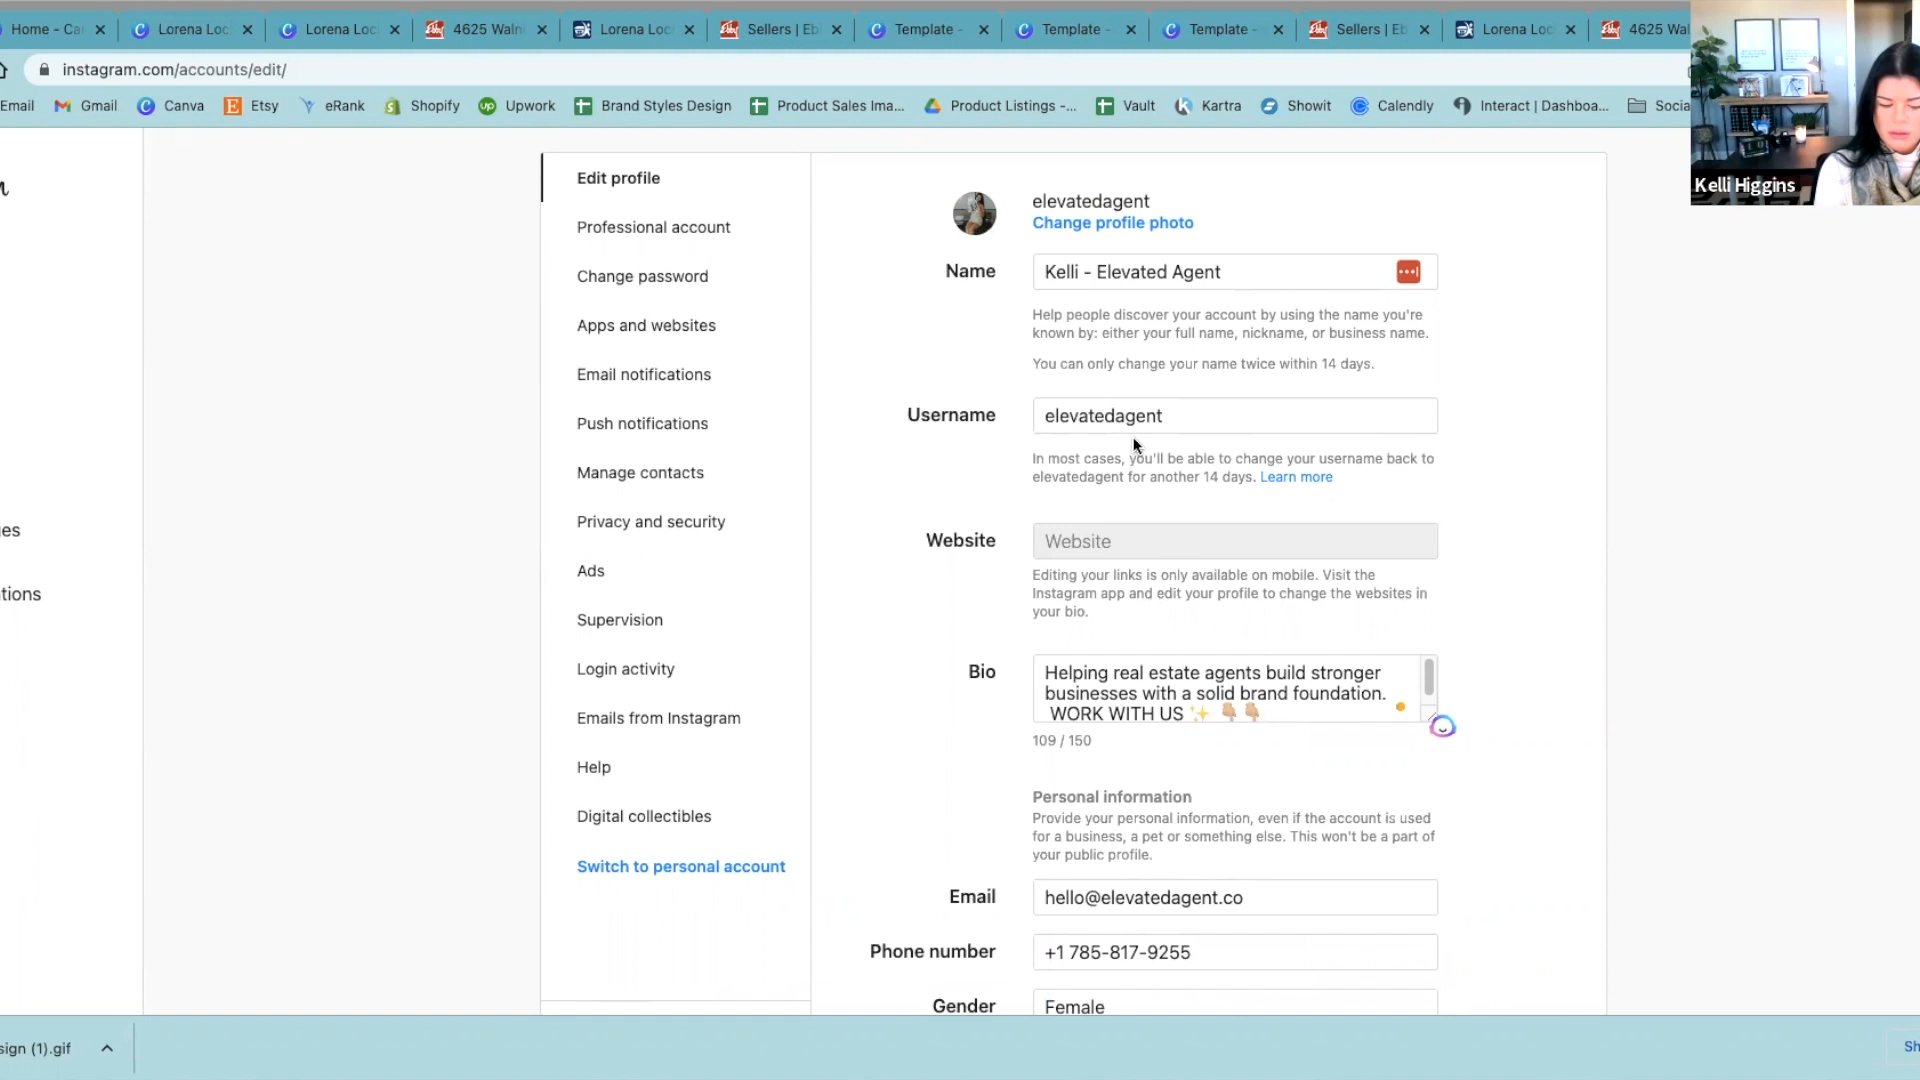 Home - Ca
Lorena Loc
Lorena Loc
4625 Waln
Lorena Loc
Sellers | Eb
Template -
Template -
Template -
Sellers | Eb
Lorena Loc
4625 Wal
instagram.com/accounts/edit/
Email
Gmail
Canva
Etsy
eRank
Shopify
Upwork
Brand Styles Design
Product Sales Ima...
Product Listings -...
Vault
Kartra
Showit
Calendly
Interact | Dashboa...
Socia
Kelli Higgins
ges
ations
Edit profile
Professional account
Change password
Apps and websites
Email notifications
Push notifications
Manage contacts
Privacy and security
Ads
Supervision
Login activity
Emails from Instagram
Help
Digital collectibles
Switch to personal account
elevatedagent
Change profile photo
Name
Kelli - Elevated Agent
Help people discover your account by using the name you're
known by: either your full name, nickname, or business name.
You can only change your name twice within 14 days.
Username
elevatedagent
In most cases, you'll be able to change your username back to
elevatedagent for another 14 days. Learn more
Website
Website
Editing your links is only available on mobile. Visit the
Instagram app and edit your profile to change the websites in
your bio.
Bio
Helping real estate agents build stronger
businesses with a solid brand foundation.
WORK WITH US ✨ 👇🏼👇🏼
109 / 150
Personal information
Provide your personal information, even if the account is used
for a business, a pet or something else. This won't be a part of
your public profile.
Email
hello@elevatedagent.co
Phone number
+1 785-817-9255
Gender
Female
sign (1).gif
Sh